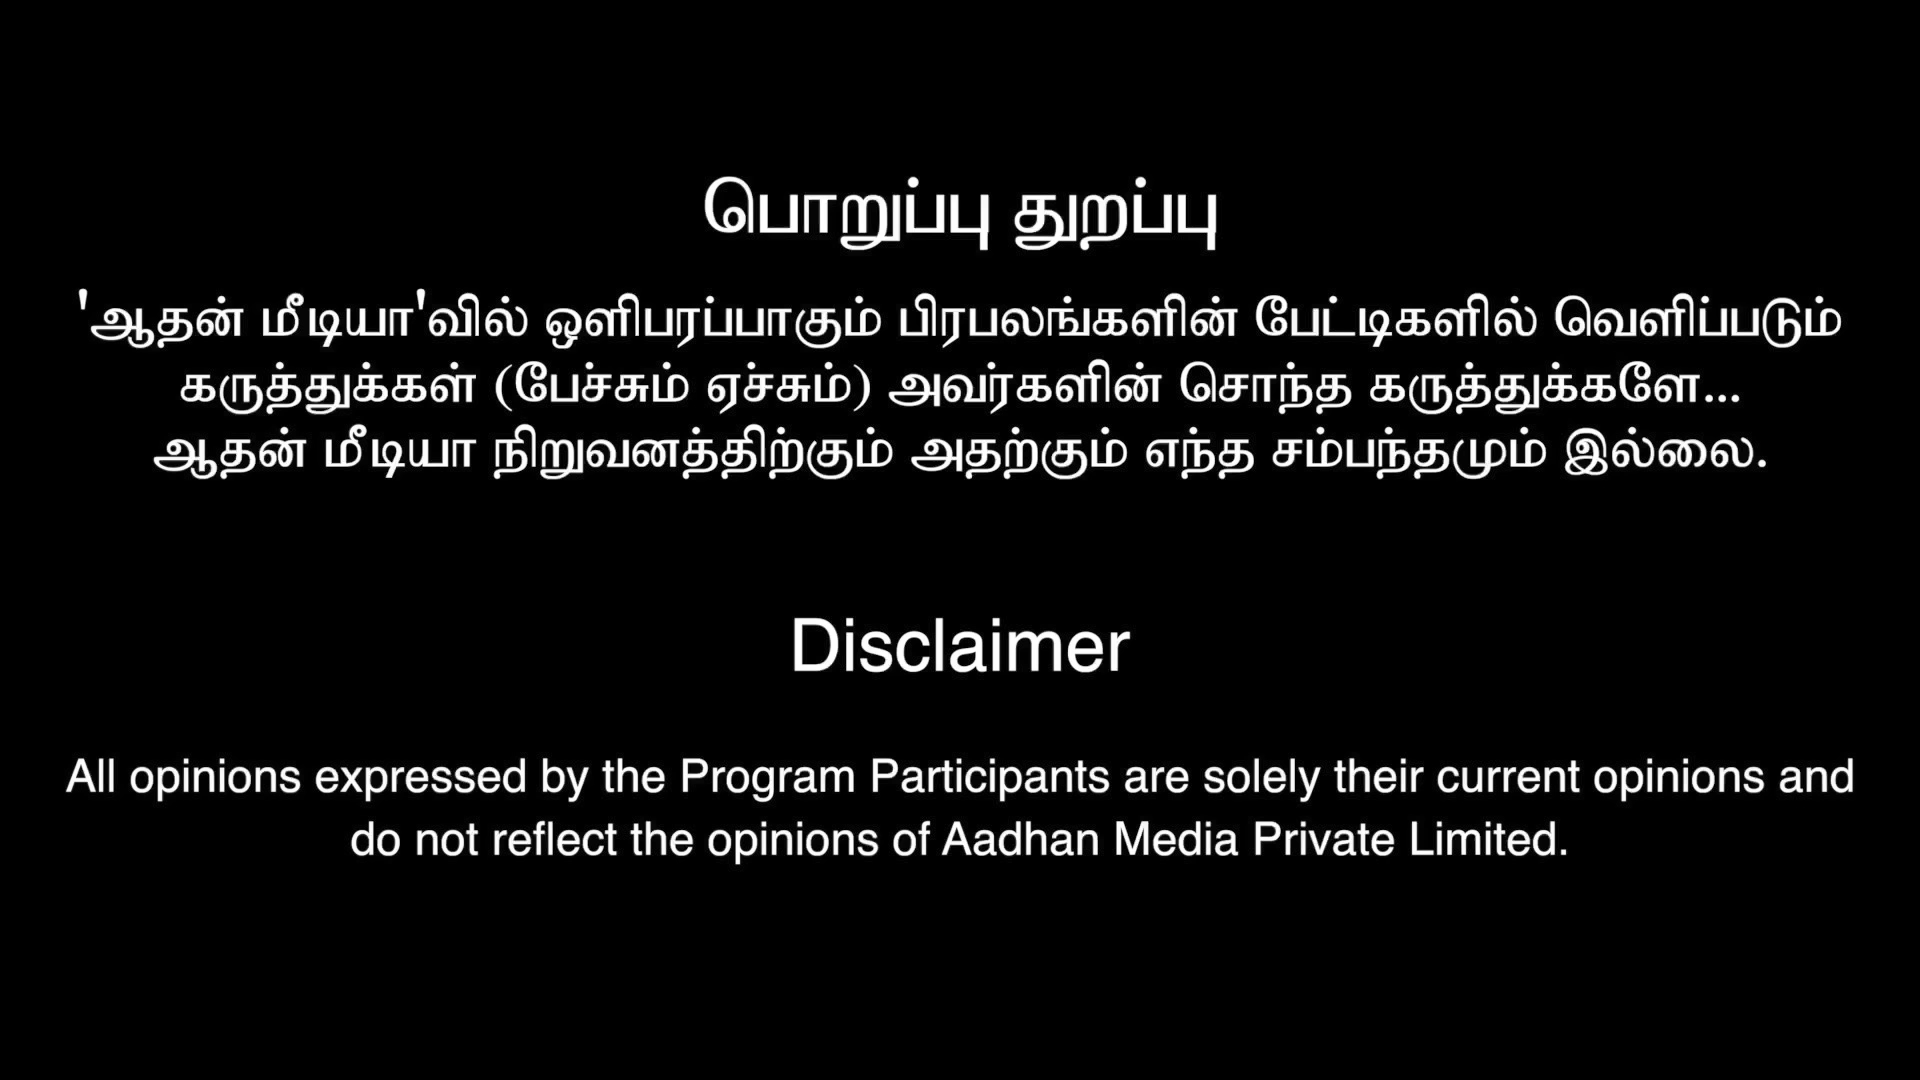 பொறுப்பு துறப்பு
'ஆதன் மீடியா'வில் ஒளிபரப்பாகும் பிரபலங்களின் பேட்டிகளில் வெளிப்படும்
கருத்துக்கள் (பேச்சும் ஏச்சும்) அவர்களின் சொந்த கருத்துக்களே...
ஆதன் மீடியா நிறுவனத்திற்கும் அதற்கும் எந்த சம்பந்தமும் இல்லை.
Disclaimer
All opinions expressed by the Program Participants are solely their current opinions and
do not reflect the opinions of Aadhan Media Private Limited.